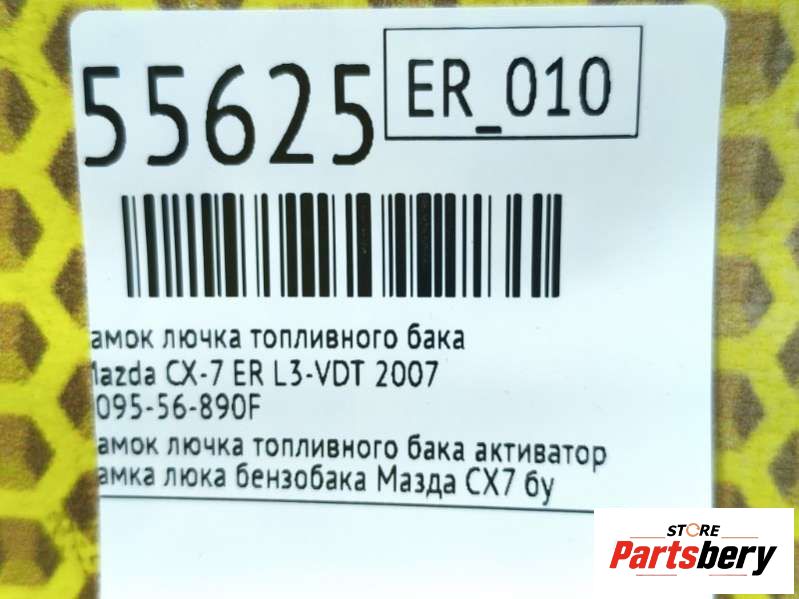 55625
ER_010
амок лючка топливного бака
Mazda CX-7 ER L3-VDT 2007
095-56-890F
амок лючка топливного бака активатор
амка люка бензобака Мазда СХ7 бу
STORE
Partsbery